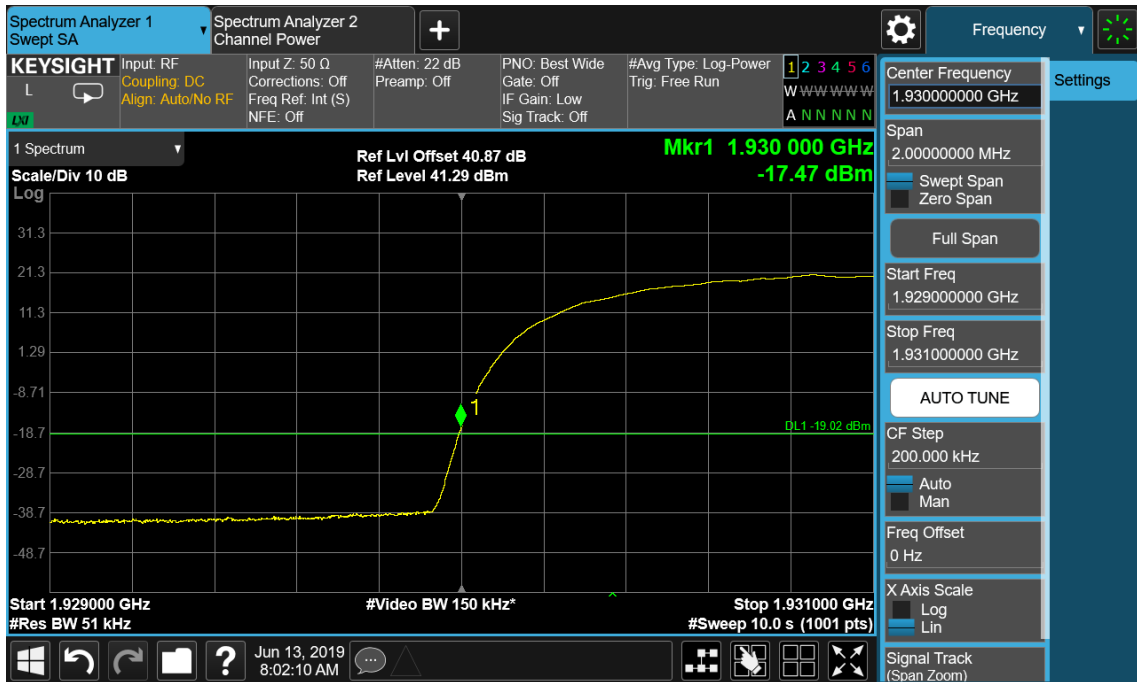 Spectrum Analyzer 1
Swept SA
Spectrum Analyzer 2
Channel Power
Frequency
KEYSIGHT
L
LXI
Input: RF
Coupling: DC
Align: Auto/No RF
Input Z: 50 Ω
Corrections: Off
Freq Ref: Int (S)
NFE: Off
#Atten: 22 dB
Preamp: Off
PNO: Best Wide
Gate: Off
IF Gain: Low
Sig Track: Off
#Avg Type: Log-Power
Trig: Free Run
1 2 3 4 5 6
W W W W W W
A N N N N N
1 Spectrum
Scale/Div 10 dB
Ref Lvl Offset 40.87 dB
Ref Level 41.29 dBm
Mkr1 1.930 000 GHz
-17.47 dBm
Log
31.3
21.3
11.3
1.29
-8.71
-18.7
-28.7
-38.7
-48.7
1
DL1 -19.02 dBm
Start 1.929000 GHz
#Res BW 51 kHz
#Video BW 150 kHz*
Stop 1.931000 GHz
#Sweep 10.0 s (1001 pts)
Jun 13, 2019
8:02:10 AM
Center Frequency
1.930000000 GHz
Span
2.00000000 MHz
Swept Span
Zero Span
Full Span
Start Freq
1.929000000 GHz
Stop Freq
1.931000000 GHz
AUTO TUNE
CF Step
200.000 kHz
Auto
Man
Freq Offset
0 Hz
X Axis Scale
Log
Lin
Signal Track
(Span Zoom)
Settings